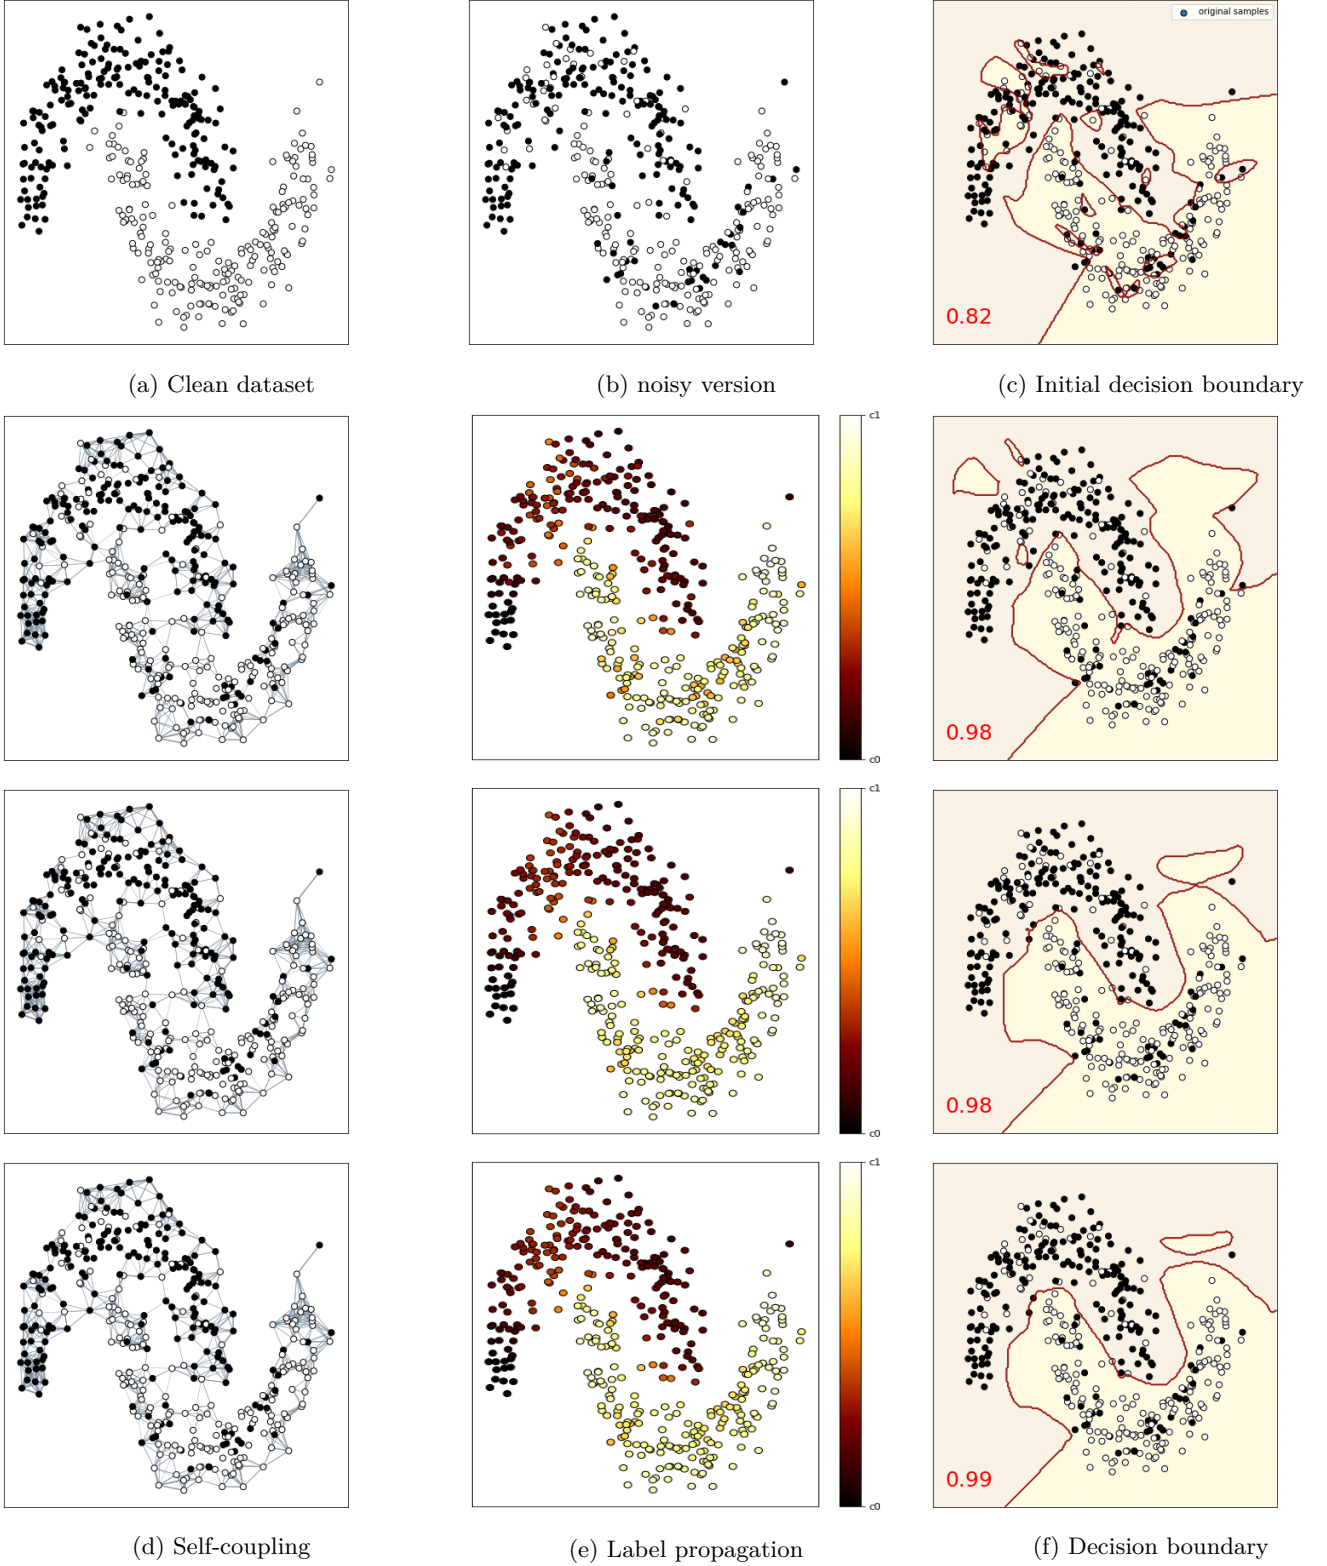 original samples
0.82
(a) Clean dataset
(b) noisy version
(c) Initial decision boundary
c1
c0
0.98
c1
c0
0.98
c1
c0
0.99
(d) Self-coupling
(e) Label propagation
(f) Decision boundary